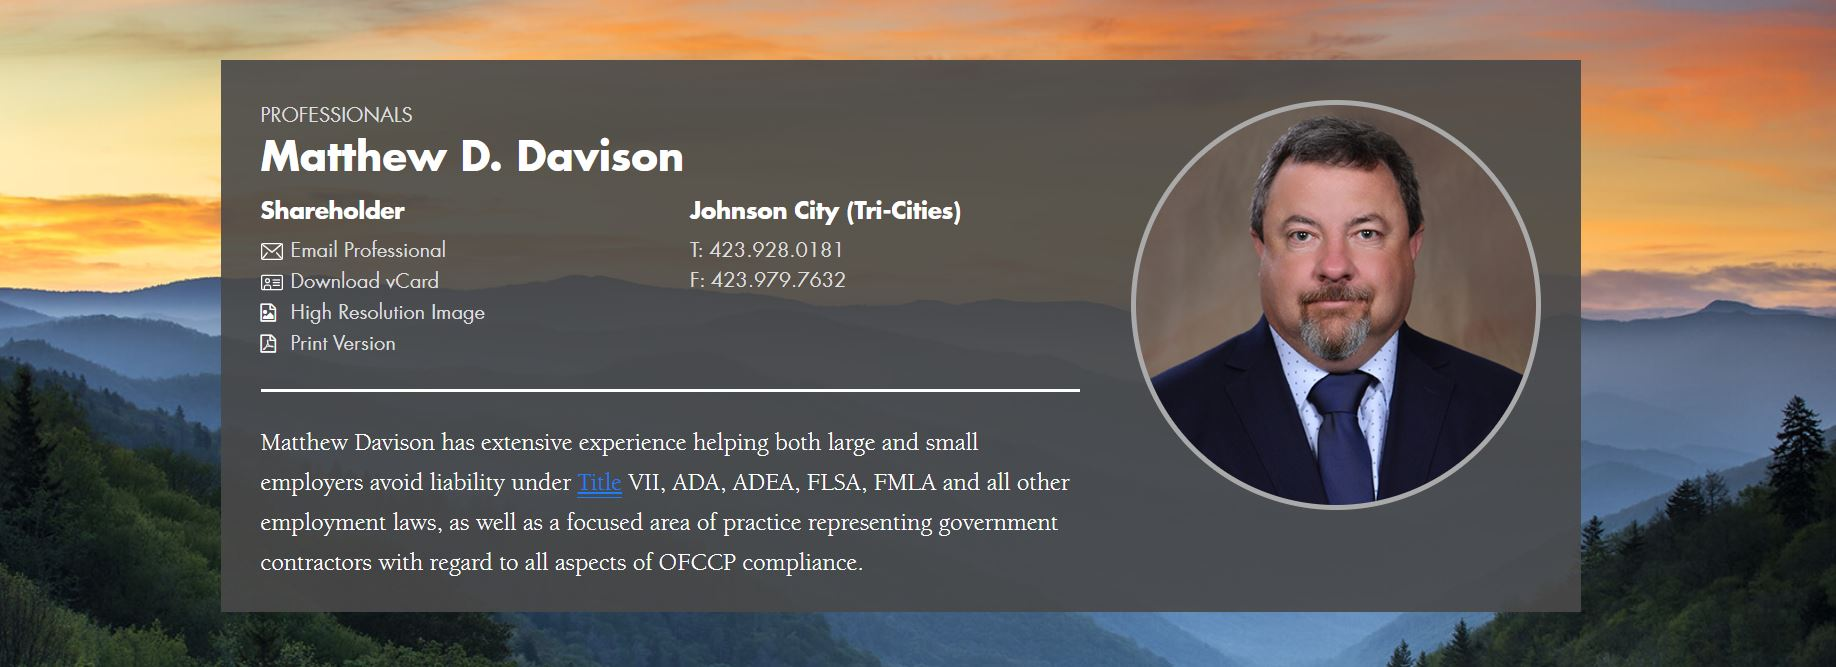 PROFESSIONALS
Matthew D. Davison
Shareholder
Email Professional
Download vCard
High Resolution Image
Print Version
Johnson City (Tri-Cities)
T: 423.928.0181
F: 423.979.7632
Matthew Davison has extensive experience helping both large and small
employers avoid liability under Title VII, ADA, ADEA, FLSA, FMLA and all other
employment laws, as well as a focused area of practice representing government
contractors with regard to all aspects of OFCCP compliance.